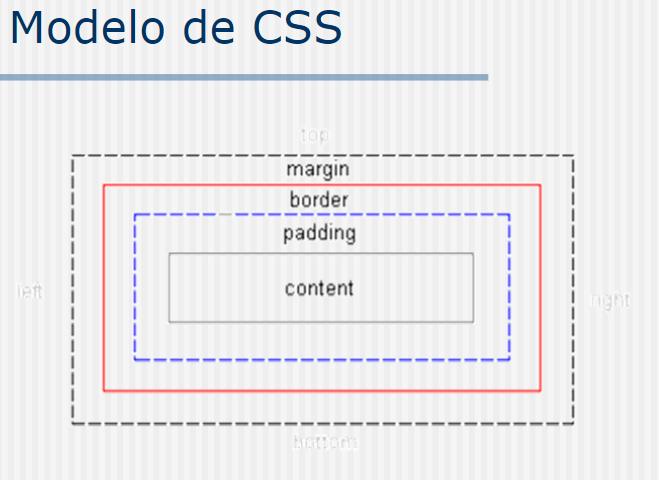 Modelo de CSS
top
margin
border
padding
left
content
right
bottom